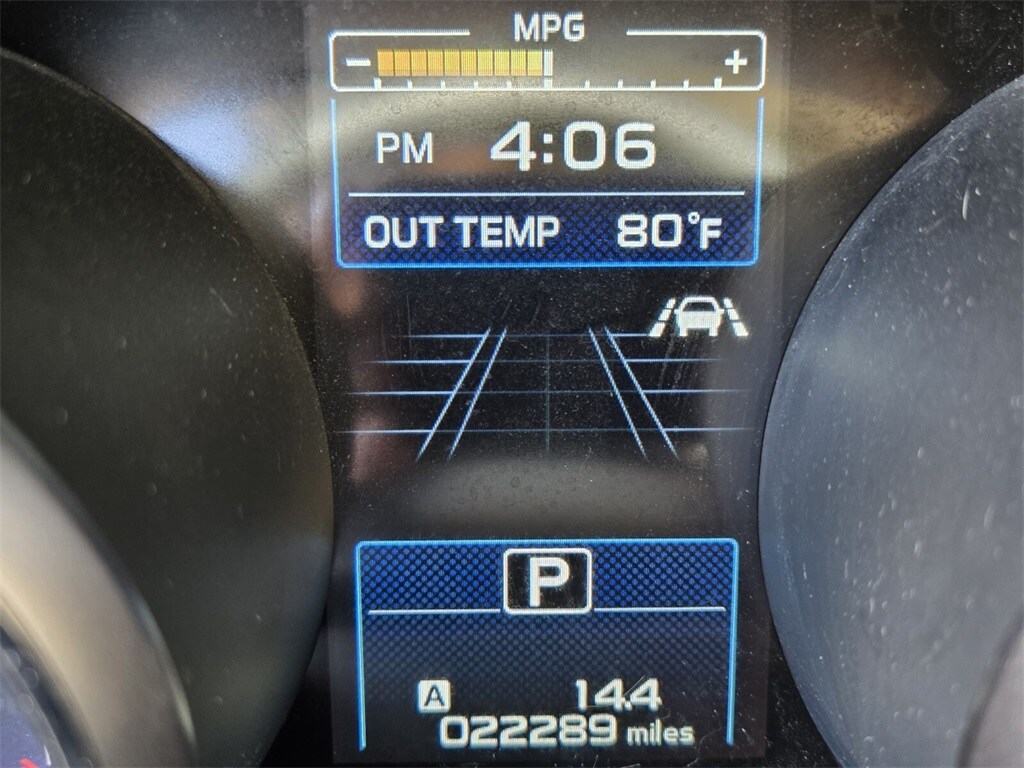 MPG
- +
PM 4:06
OUT TEMP 80°F
P
A 14.4
022289 miles